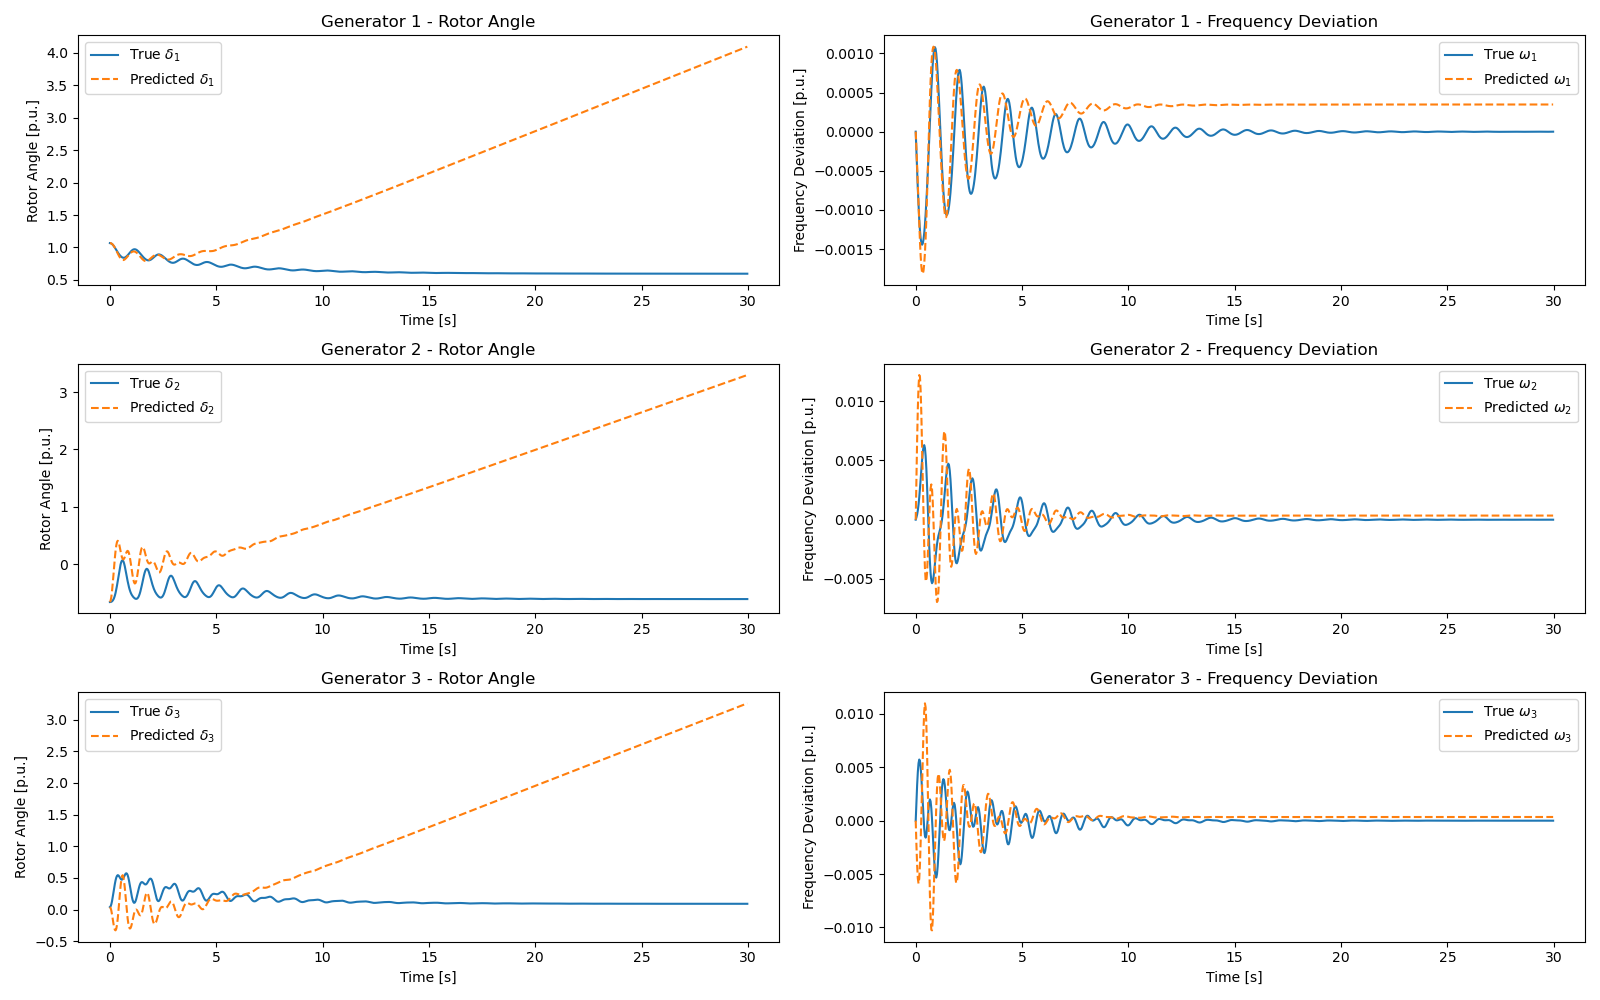 Generator 1 - Rotor Angle
Rotor Angle [p.u.]
4.0
3.5
3.0
2.5
2.0
1.5
1.0
0.5
True δ₁
Predicted δ₁
0 5 10 15 20 25 30
Time [s]
Generator 1 - Frequency Deviation
Frequency Deviation [p.u.]
0.0010
0.0005
0.0000
−0.0005
−0.0010
−0.0015
True ω₁
Predicted ω₁
0 5 10 15 20 25 30
Time [s]
Generator 2 - Rotor Angle
Rotor Angle [p.u.]
3
2
1
0
True δ₂
Predicted δ₂
0 5 10 15 20 25 30
Time [s]
Generator 2 - Frequency Deviation
Frequency Deviation [p.u.]
0.010
0.005
0.000
−0.005
True ω₂
Predicted ω₂
0 5 10 15 20 25 30
Time [s]
Generator 3 - Rotor Angle
Rotor Angle [p.u.]
3.0
2.5
2.0
1.5
1.0
0.5
0.0
−0.5
True δ₃
Predicted δ₃
0 5 10 15 20 25 30
Time [s]
Generator 3 - Frequency Deviation
Frequency Deviation [p.u.]
0.010
0.005
0.000
−0.005
−0.010
True ω₃
Predicted ω₃
0 5 10 15 20 25 30
Time [s]